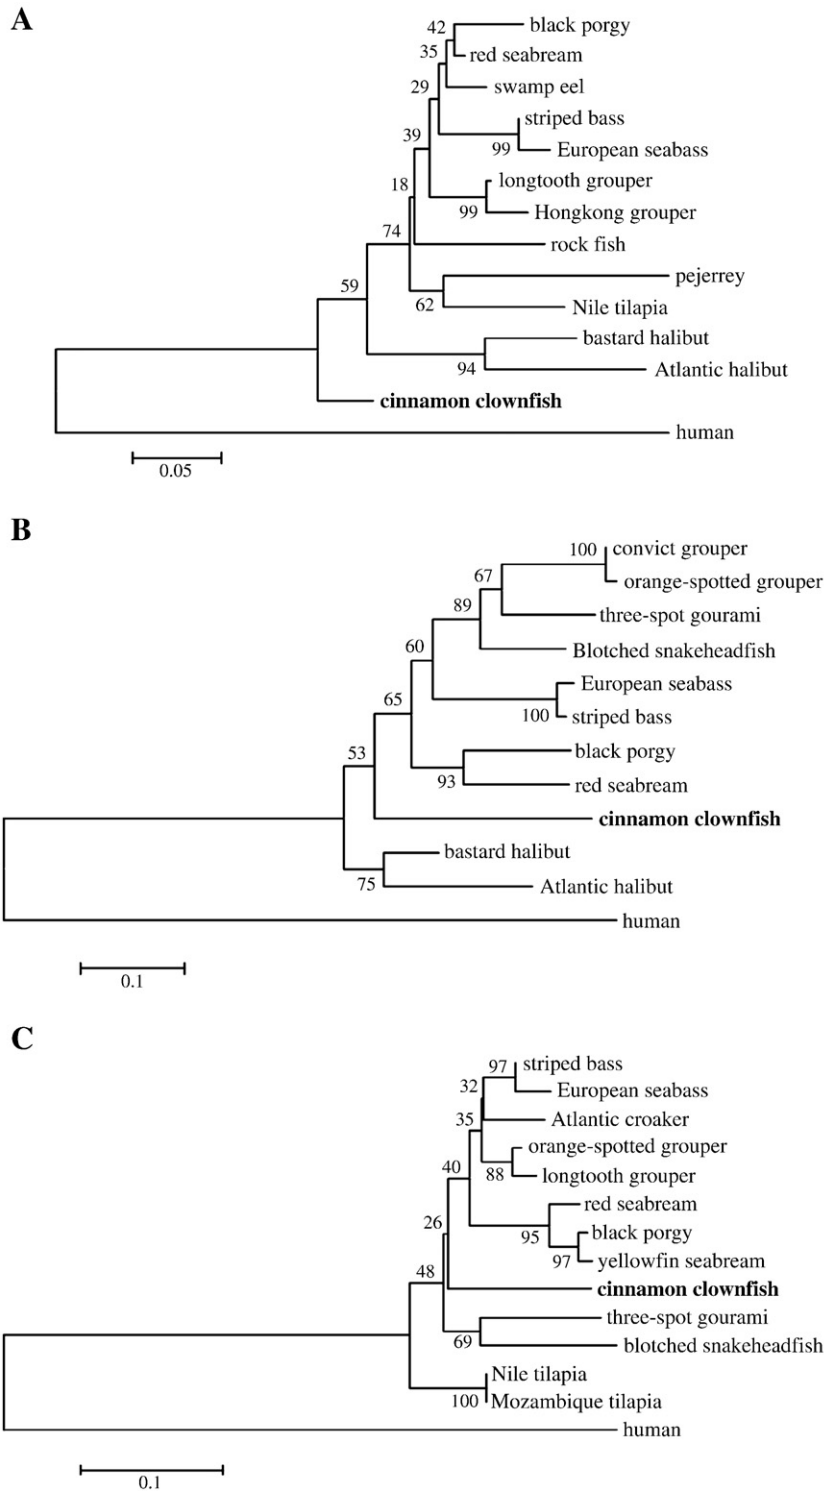 A
42
black porgy
35
red seabream
29
swamp eel
striped bass
39
99
European seabass
18
longtooth grouper
99
Hongkong grouper
74
rock fish
59
pejerrey
62
Nile tilapia
bastard halibut
94
Atlantic halibut
cinnamon clownfish
human
0.05
B
100
convict grouper
67
orange-spotted grouper
89
three-spot gourami
60
Blotched snakeheadfish
European seabass
65
100
striped bass
53
black porgy
93
red seabream
cinnamon clownfish
bastard halibut
75
Atlantic halibut
human
0.1
C
97
striped bass
32
European seabass
35
Atlantic croaker
orange-spotted grouper
40
88
longtooth grouper
red seabream
26
95
black porgy
97
yellowfin seabream
48
cinnamon clownfish
three-spot gourami
69
blotched snakeheadfish
Nile tilapia
100
Mozambique tilapia
human
0.1